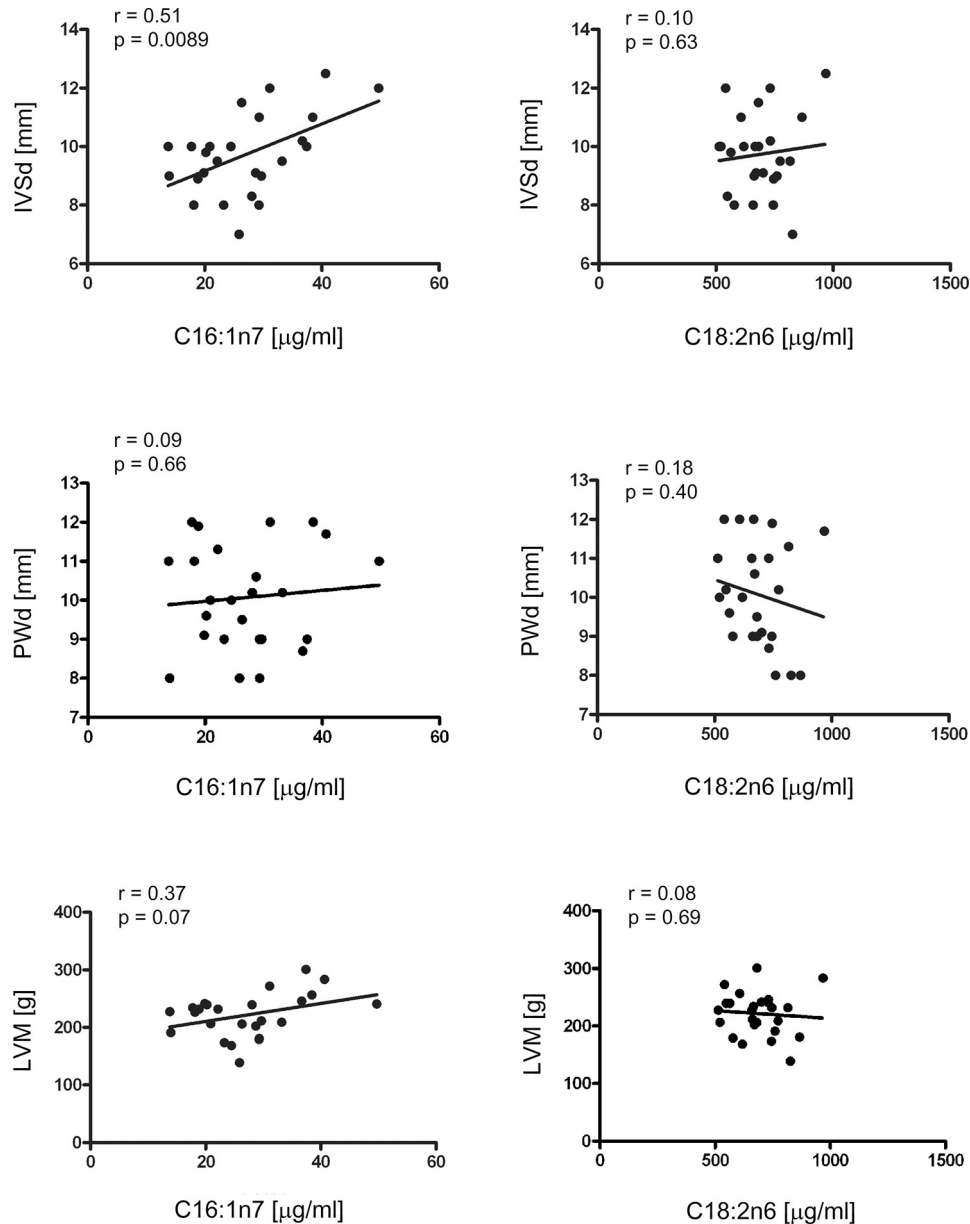 r = 0.51
p = 0.0089
14
12
10
8
6
IVSd [mm]
0
20
40
60
C16:1n7 [µg/ml]
r = 0.10
p = 0.63
14
12
10
8
6
IVSd [mm]
0
500
1000
1500
C18:2n6 [µg/ml]
r = 0.09
p = 0.66
13
12
11
10
9
8
7
PWd [mm]
0
20
40
60
C16:1n7 [µg/ml]
r = 0.18
p = 0.40
13
12
11
10
9
8
7
PWd [mm]
0
500
1000
1500
C18:2n6 [µg/ml]
r = 0.37
p = 0.07
400
300
200
100
0
LVM [g]
0
20
40
60
C16:1n7 [µg/ml]
r = 0.08
p = 0.69
400
300
200
100
0
LVM [g]
0
500
1000
1500
C18:2n6 [µg/ml]